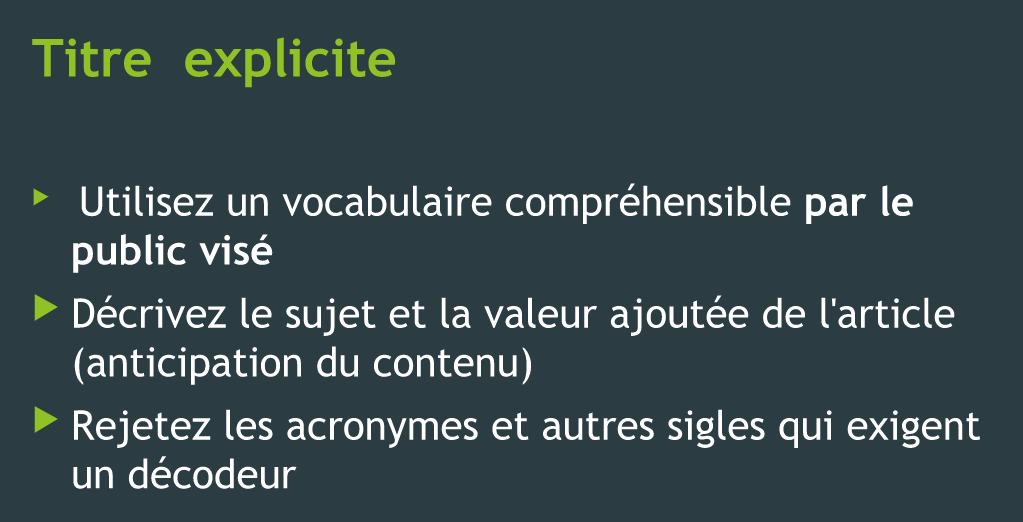 Titre explicite
Utilisez un vocabulaire compréhensible par le
public visé
Décrivez le sujet et la valeur ajoutée de l'article
(anticipation du contenu)
Rejetez les acronymes et autres sigles qui exigent
un décodeur